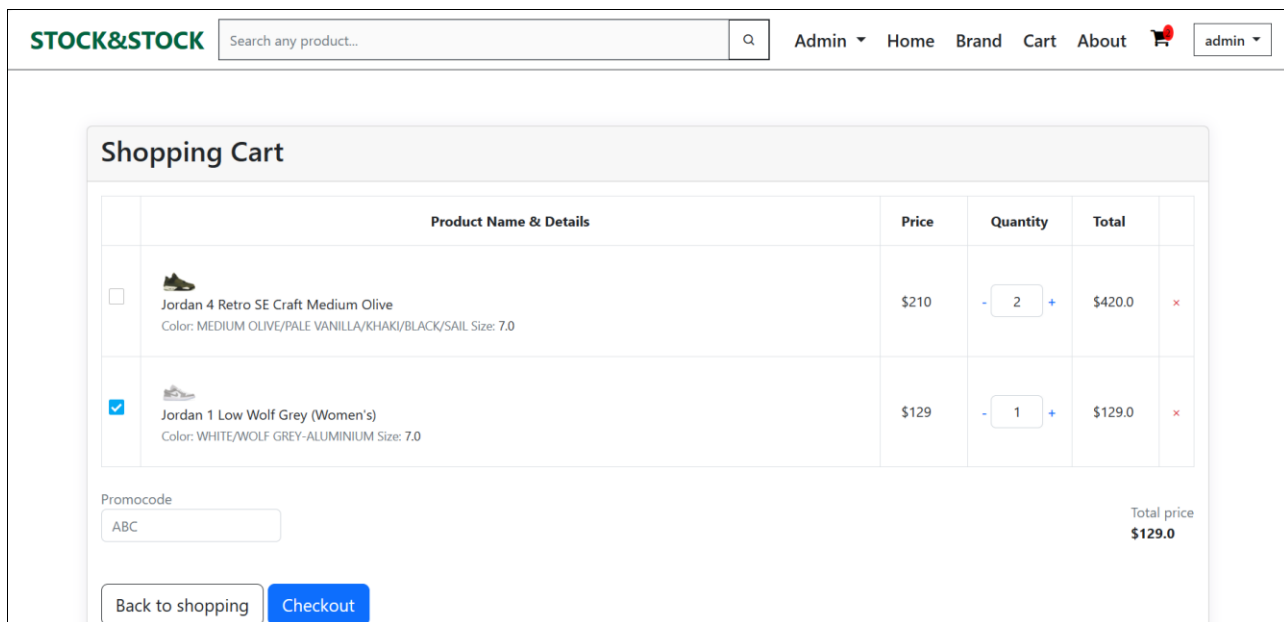 STOCK&STOCK
Search any product...
Admin Home Brand Cart About
admin
Shopping Cart
Product Name & Details Price Quantity Total
Jordan 4 Retro SE Craft Medium Olive
Color: MEDIUM OLIVE/PALE VANILLA/KHAKI/BLACK/SAIL Size: 7.0
$210 - 2 + $420.0 ×
Jordan 1 Low Wolf Grey (Women's)
Color: WHITE/WOLF GREY-ALUMINIUM Size: 7.0
$129 - 1 + $129.0 ×
Promocode
ABC
Total price
$129.0
Back to shopping Checkout